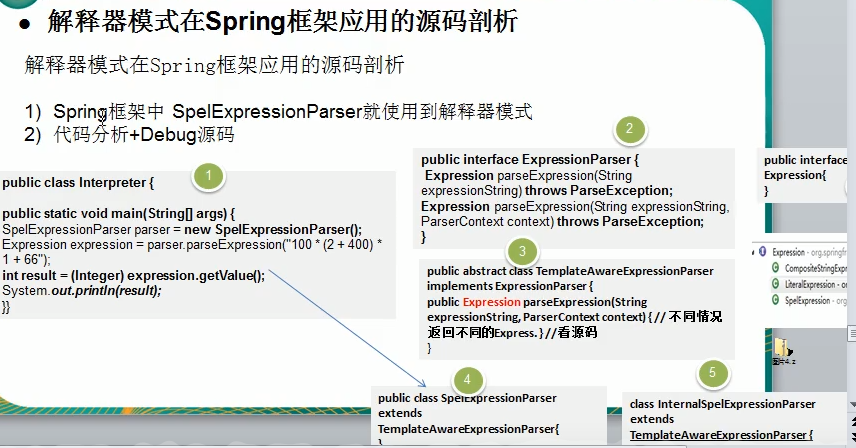 ● 解释器模式在Spring框架应用的源码剖析
解释器模式在Spring框架应用的源码剖析
1) Spring框架中 SpelExpressionParser就使用到解释器模式
2) 代码分析+Debug源码
1
public class Interpreter {
public static void main(String[] args) {
SpelExpressionParser parser = new SpelExpressionParser();
Expression expression = parser.parseExpression("100 * (2 + 400) *
1 + 66");
int result = (Integer) expression.getValue();
System.out.println(result);
}}
2
public interface ExpressionParser {
Expression parseExpression(String
expressionString) throws ParseException;
Expression parseExpression(String expressionString,
ParserContext context) throws ParseException;
}
3
public abstract class TemplateAwareExpressionParser
implements ExpressionParser {
public Expression parseExpression(String
expressionString, ParserContext context) { // 不同情况
返回不同的Express. } //看源码
}
4
public class SpelExpressionParser
extends
TemplateAwareExpressionParser{
}
5
class InternalSpelExpressionParser
extends
TemplateAwareExpressionParser{
public interface
Expression{
}
Expression - org.springfr
CompositeStringExpr
LiteralExpression - o
SpelExpression - org
图片4.z